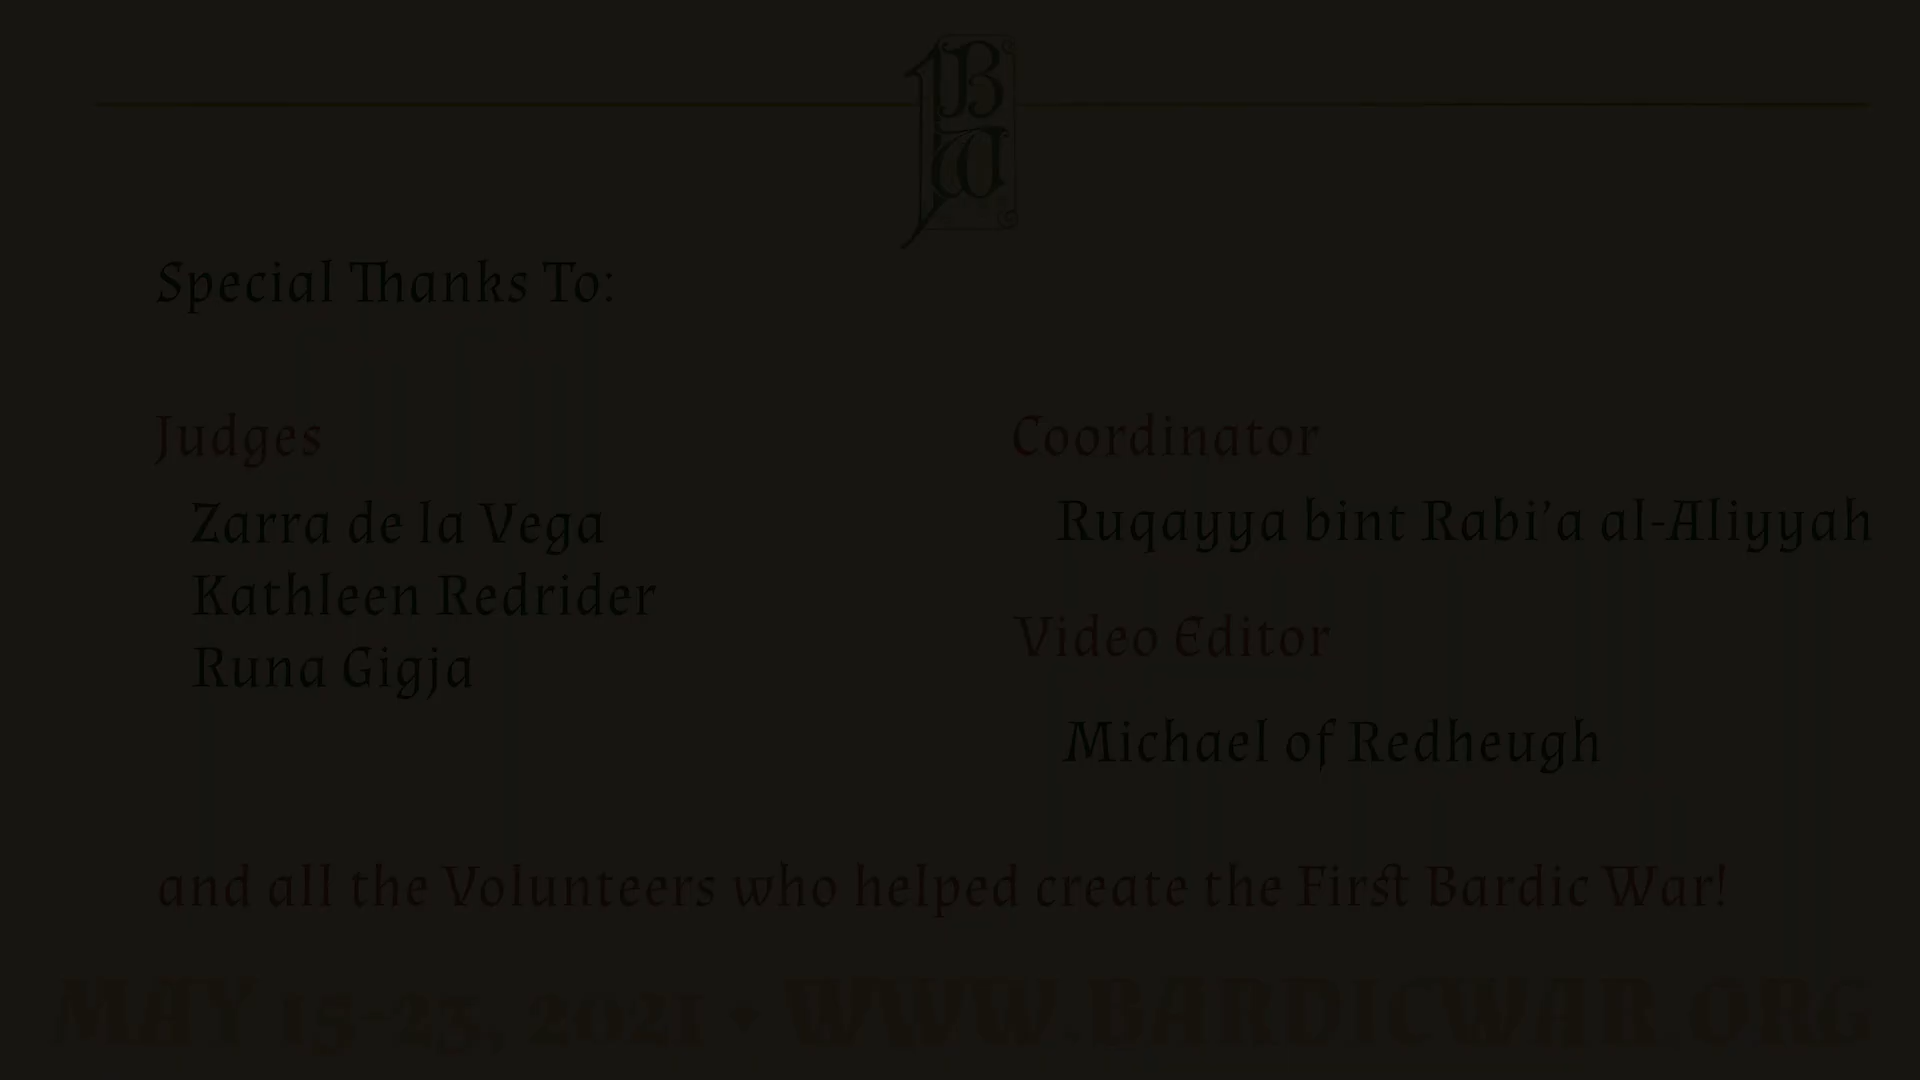 BW
Special Thanks To:
Judges
Zarra de la Vega
Kathleen Redrider
Runa Gigja
Coordinator
Ruqayya bint Rabi’a al-Aliyyah
Video Editor
Michael of Redheugh
and all the Volunteers who helped create the First Bardic War!
MAY 15-23, 2021 • WWW.BARDICWAR.ORG